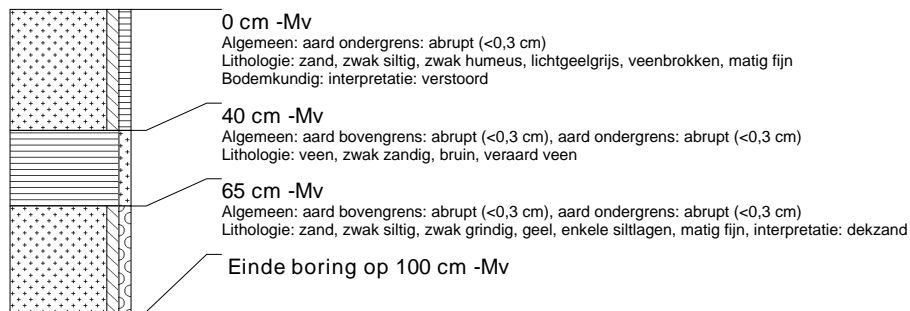 0 cm -Mv
Algemeen: aard ondergrens: abrupt (<0,3 cm)
Lithologie: zand, zwak siltig, zwak humeus, lichtgeelgrijs, veenbrokken, matig fijn
Bodemkundig: interpretatie: verstoord
40 cm -Mv
Algemeen: aard bovengrens: abrupt (<0,3 cm), aard ondergrens: abrupt (<0,3 cm)
Lithologie: veen, zwak zandig, bruin, veraard veen
65 cm -Mv
Algemeen: aard bovengrens: abrupt (<0,3 cm), aard ondergrens: abrupt (<0,3 cm)
Lithologie: zand, zwak siltig, zwak grindig, geel, enkele siltlagen, matig fijn, interpretatie: dekzand
Einde boring op 100 cm -Mv